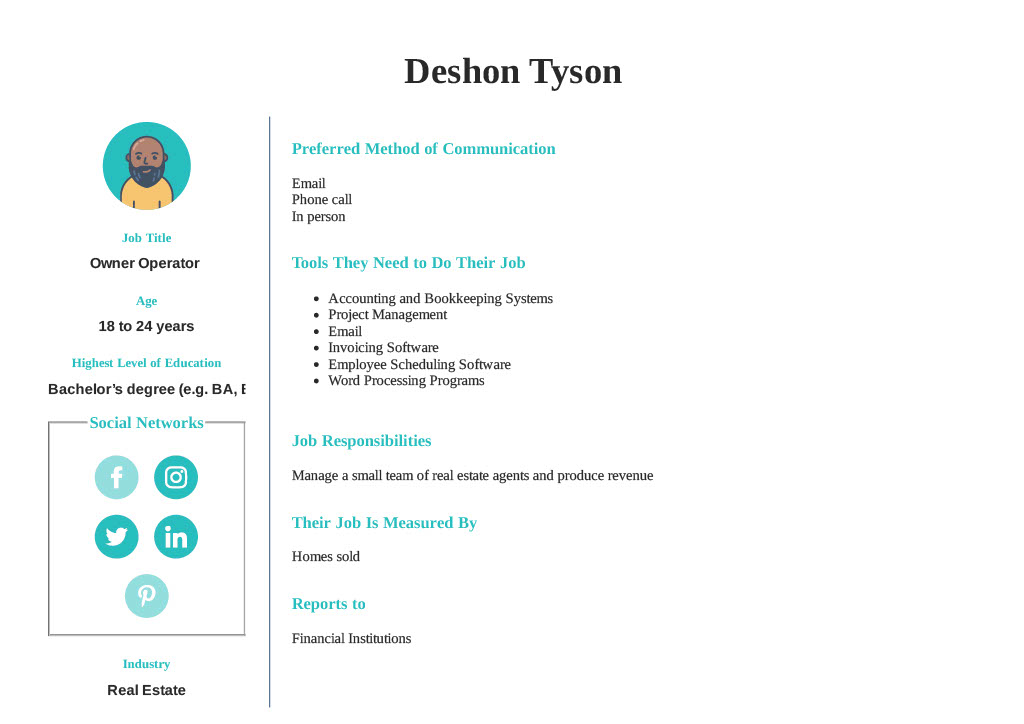 Deshon Tyson
Job Title
Owner Operator
Age
18 to 24 years
Highest Level of Education
Bachelor’s degree (e.g. BA,
Social Networks
Industry
Real Estate
Preferred Method of Communication
Email
Phone call
In person
Tools They Need to Do Their Job
Accounting and Bookkeeping Systems
Project Management
Email
Invoicing Software
Employee Scheduling Software
Word Processing Programs
Job Responsibilities
Manage a small team of real estate agents and produce revenue
Their Job Is Measured By
Homes sold
Reports to
Financial Institutions